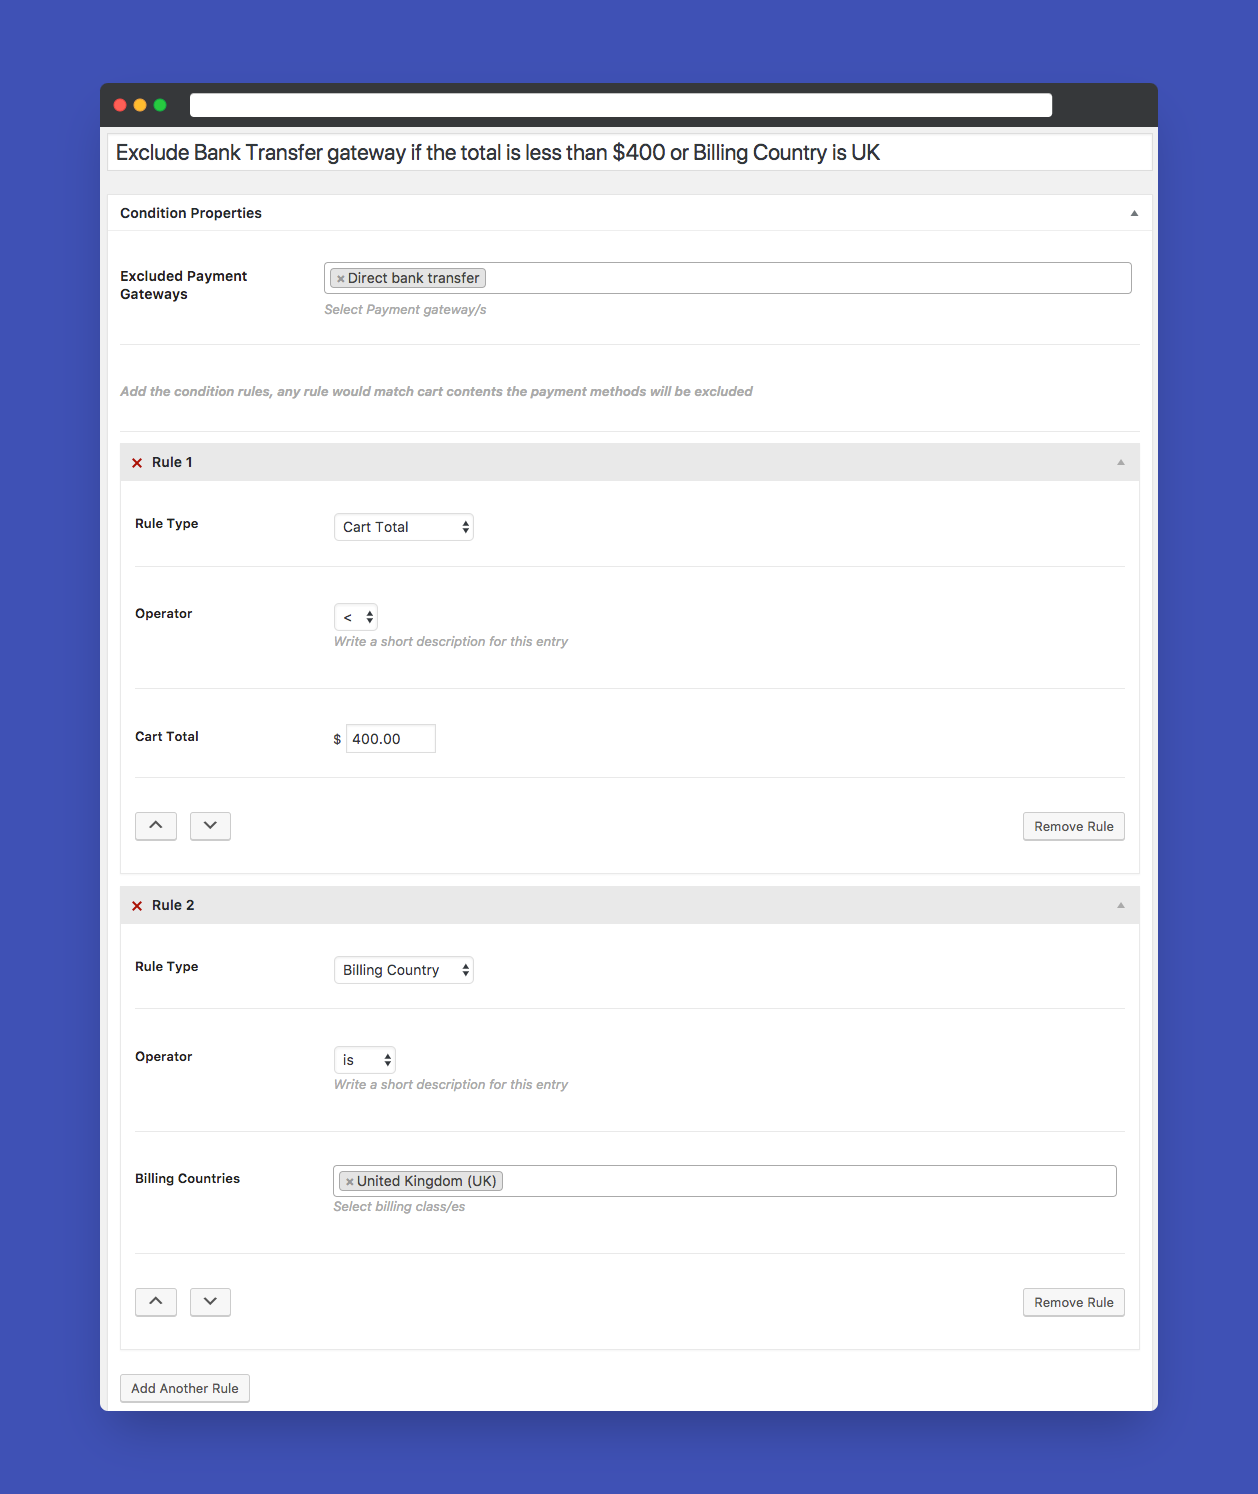 Exclude Bank Transfer gateway if the total is less than $400 or Billing Country is UK
Condition Properties
Excluded Payment
Gateways
× Direct bank transfer
Select Payment gateway/s
Add the condition rules, any rule would match cart contents the payment methods will be excluded
Rule 1
Rule Type
Cart Total
Operator
<
Write a short description for this entry
Cart Total
$ 400.00
Remove Rule
Rule 2
Rule Type
Billing Country
Operator
is
Write a short description for this entry
Billing Countries
× United Kingdom (UK)
Select billing class/es
Remove Rule
Add Another Rule